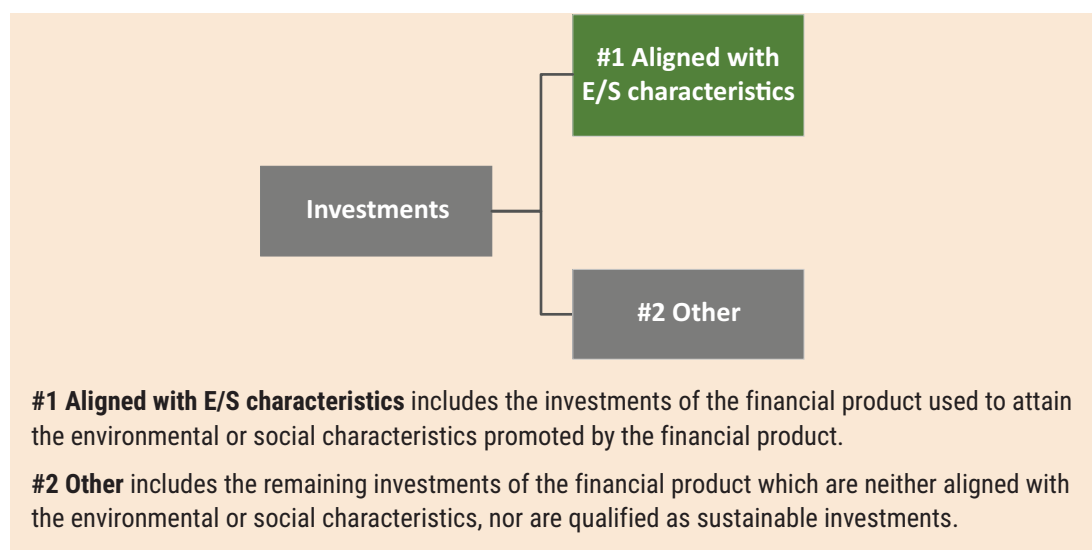 #1 Aligned with
E/S characteristics
Investments
#2 Other
#1 Aligned with E/S characteristics includes the investments of the financial product used to attain
the environmental or social characteristics promoted by the financial product.
#2 Other includes the remaining investments of the financial product which are neither aligned with
the environmental or social characteristics, nor are qualified as sustainable investments.